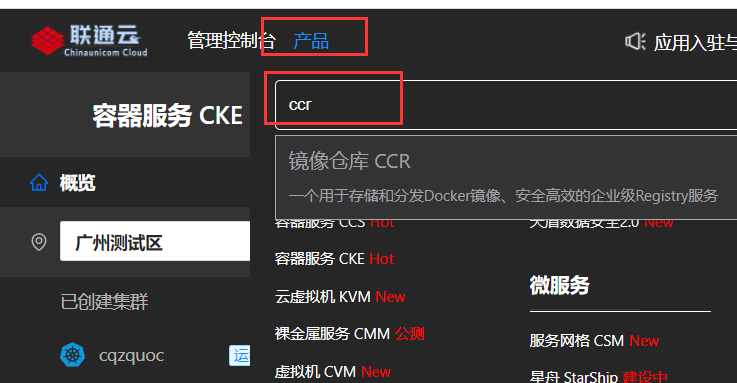 联通云
Chinaunicom Cloud
管理控制台 产品
应用入驻与
容器服务 CKE
ccr
镜像仓库 CCR
一个用于存储和分发Docker镜像、安全高效的企业级Registry服务
概览
广州测试区
已创建集群
cqzquoc 运
容器服务 CCS Hot
容器服务 CKE Hot
云虚拟机 KVM New
裸金属服务 CMM 公测
虚拟机 CVM New
天盾数据安全2.0 New
微服务
服务网格 CSM New
星舟 StarShip 建设中